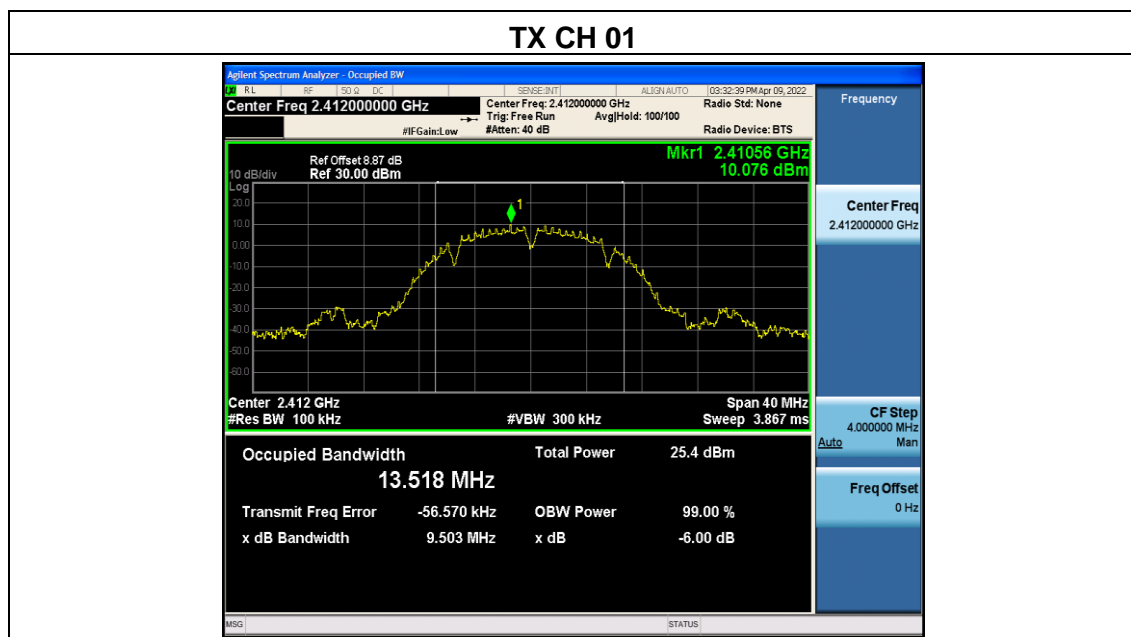 TX CH 01
Agilent Spectrum Analyzer - Occupied BW
LXI RL RF 50 Ω DC SENSE:INT ALIGN AUTO 03:32:39 PM Apr 09, 2022
Center Freq 2.412000000 GHz
Center Freq: 2.412000000 GHz
Radio Std: None
Trig: Free Run Avg|Hold: 100/100
#IFGain:Low #Atten: 40 dB Radio Device: BTS
Frequency
Mkr1 2.41056 GHz
10.076 dBm
Ref Offset 8.87 dB
10 dB/div Ref 30.00 dBm
Log
20.0
10.0
0.00
-10.0
-20.0
-30.0
-40.0
-50.0
-60.0
1
Center 2.412 GHz Span 40 MHz
#Res BW 100 kHz #VBW 300 kHz Sweep 3.867 ms
Occupied Bandwidth Total Power 25.4 dBm
13.518 MHz
Transmit Freq Error -56.570 kHz OBW Power 99.00 %
x dB Bandwidth 9.503 MHz x dB -6.00 dB
Center Freq
2.412000000 GHz
CF Step
4.000000 MHz
Auto Man
Freq Offset
0 Hz
MSG STATUS